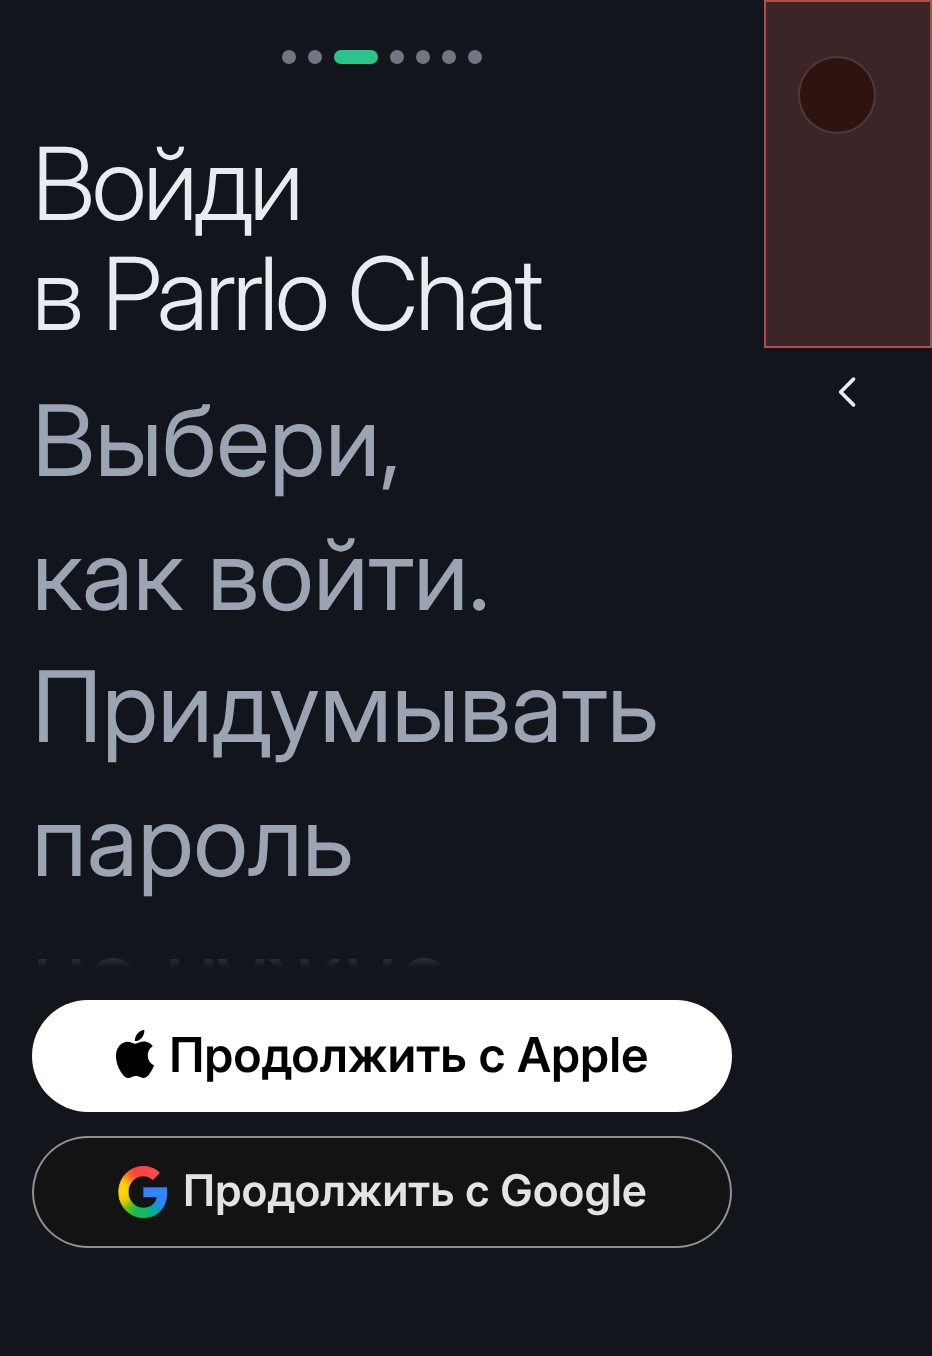 Войди
в Parrlo Chat
Выбери,
как войти.
Придумывать
пароль
Продолжить с Apple
Продолжить с Google